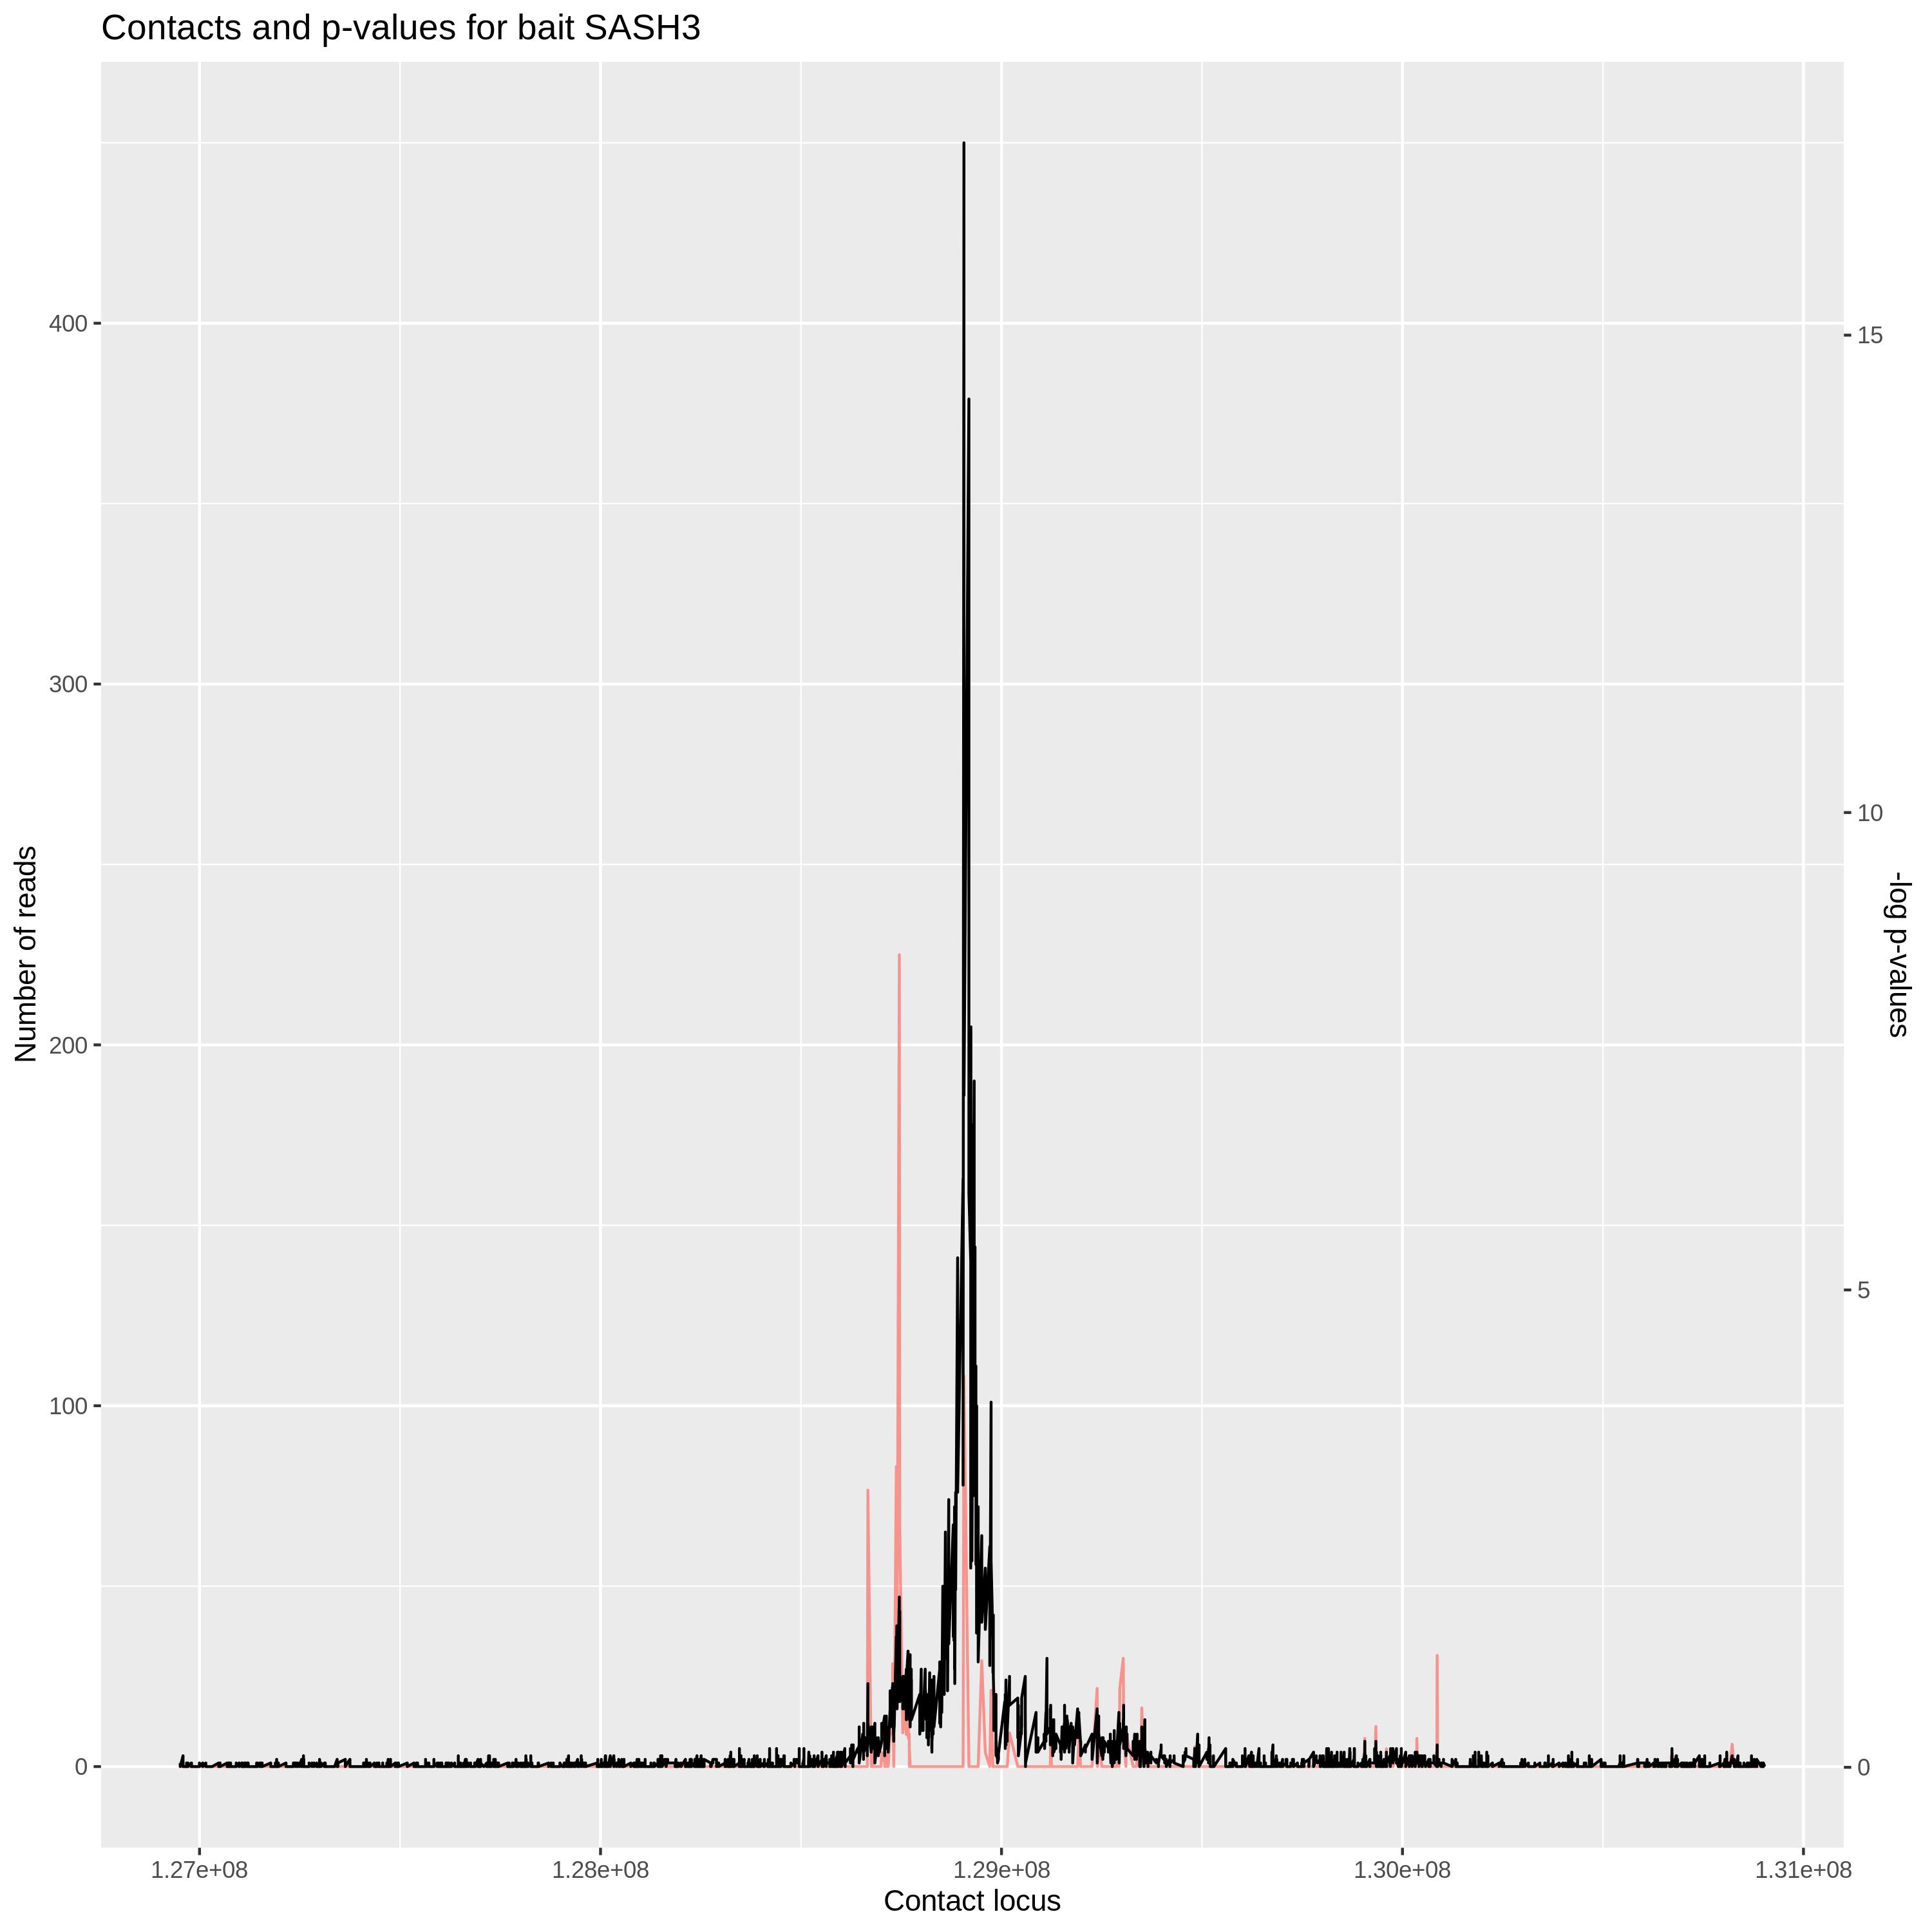 Contacts and p-values for bait SASH3
400
300
200
100
0
Number of reads
15
10
5
0
-log p-values
1.27e+08 1.28e+08 1.29e+08 1.30e+08 1.31e+08
Contact locus